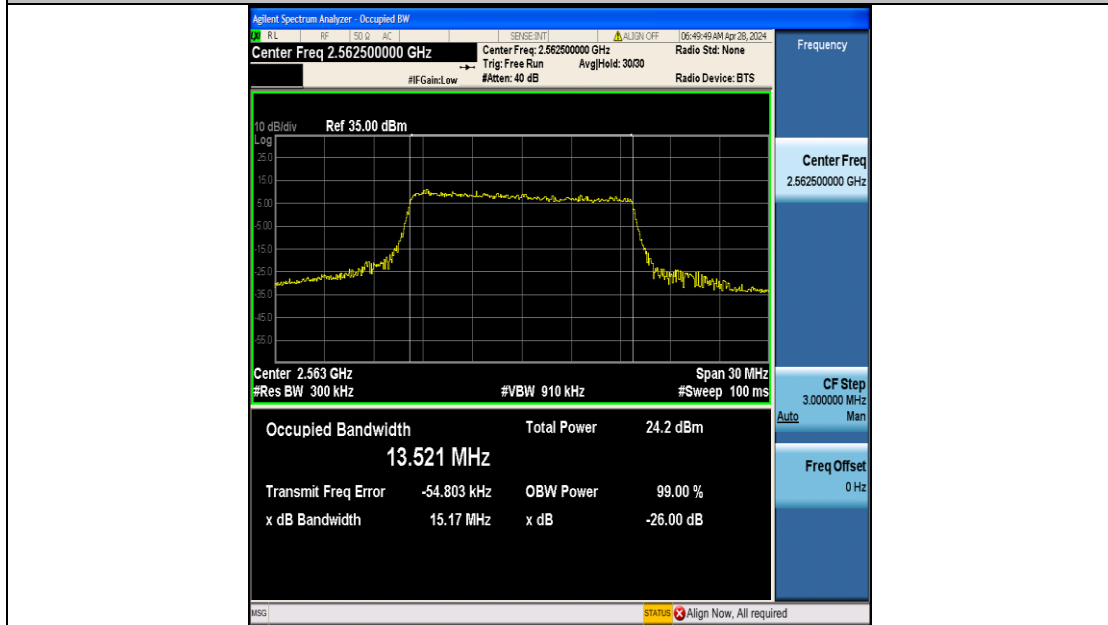 Agilent Spectrum Analyzer - Occupied BW
RL RF 50 Ω AC SENSE:INT ALIGN OFF 06:49:49 AM Apr 28, 2024
Center Freq 2.562500000 GHz
Center Freq: 2.562500000 GHz
Radio Std: None
Trig: Free Run Avg|Hold: 30/30
#IFGain:Low #Atten: 40 dB
Radio Device: BTS
Frequency
10 dB/div Ref 35.00 dBm
Log
25.0
15.0
5.00
-5.00
-15.0
-25.0
-35.0
-45.0
-55.0
Center 2.563 GHz Span 30 MHz
#Res BW 300 kHz #VBW 910 kHz #Sweep 100 ms
Occupied Bandwidth Total Power 24.2 dBm
13.521 MHz
Transmit Freq Error -54.803 kHz OBW Power 99.00 %
x dB Bandwidth 15.17 MHz x dB -26.00 dB
Center Freq
2.562500000 GHz
CF Step
3.000000 MHz
Auto Man
Freq Offset
0 Hz
MSG STATUS Align Now, All required